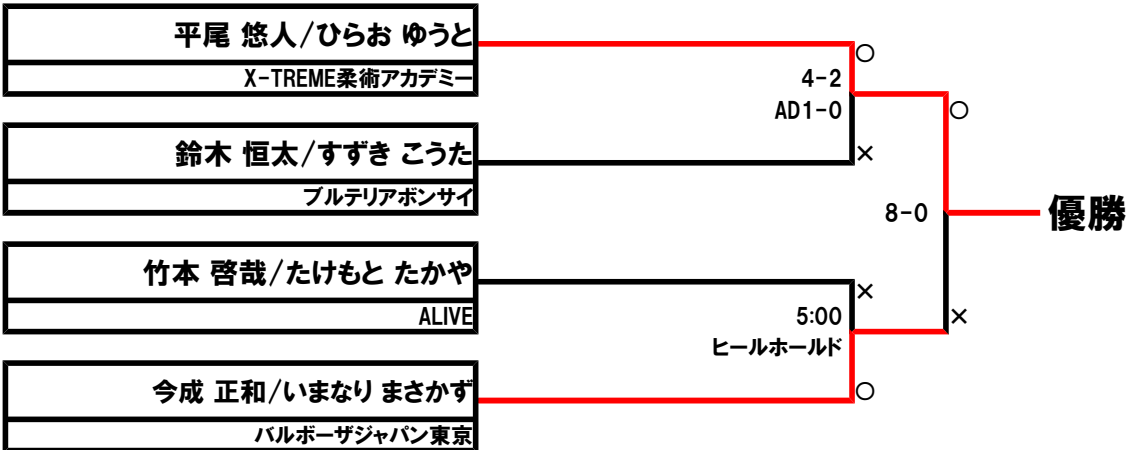 平尾 悠人/ひらお ゆうと
X-TREME柔術アカデミー
鈴木 恒太/すずき こうた
ブルテリアボンサイ
竹本 啓哉/たけもと たかや
ALIVE
今成 正和/いまなり まさかず
バルボーザジャパン東京
○
4-2
AD1-0
×
×
5:00
ヒールホールド
○
○
8-0
×
優勝